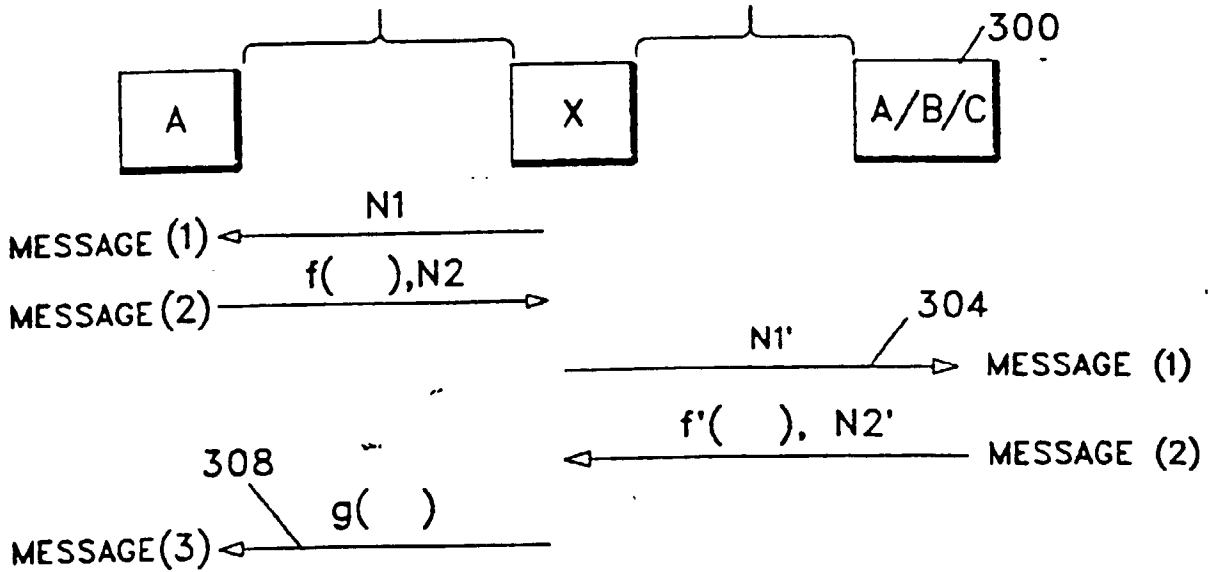 300
A
X
A/B/C
N1
MESSAGE (1)
f( ),N2
MESSAGE (2)
304
N1'
MESSAGE (1)
f'( ), N2'
MESSAGE (2)
308
g( )
MESSAGE(3)